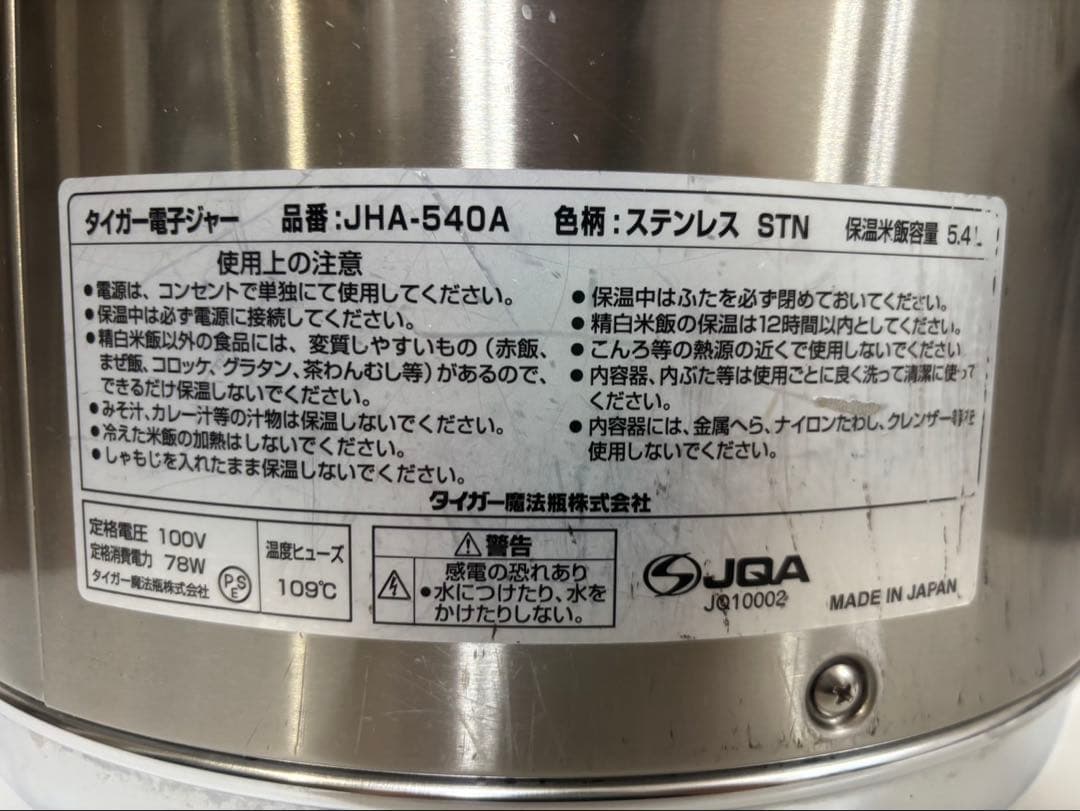 タイガー電子ジャー 品番:JHA-540A 色柄:ステンレス STN 保温米飯容量 5.4L
使用上の注意
●電源は、コンセントで単独にて使用してください。
●保温中は必ず電源に接続してください。
●精白米飯以外の食品には、変質しやすいもの(赤飯、
まぜ飯、コロッケ、グラタン、茶わんむし等)があるので、
できるだけ保温しないでください。
●みそ汁、カレー汁等の汁物は保温しないでください。
●冷えた米飯の加熱はしないでください。
●しゃもじを入れたまま保温しないでください。
●保温中はふたを必ず閉めておいてください。
●精白米飯の保温は12時間以内としてください。
●こんろ等の熱源の近くで使用しないでください
●内容器、内ぶた等は使用ごとに良く洗って清潔に使って
ください。
●内容器には、金属へら、ナイロンたわし、クレンザー等を
使用しないでください。
タイガー魔法瓶株式会社
定格電圧 100V
定格消費電力 78W
タイガー魔法瓶株式会社
PSE
温度ヒューズ
109℃
⚠警告
感電の恐れあり
●水につけたり、水を
かけたりしない。
JQA
JQ10002
MADE IN JAPAN